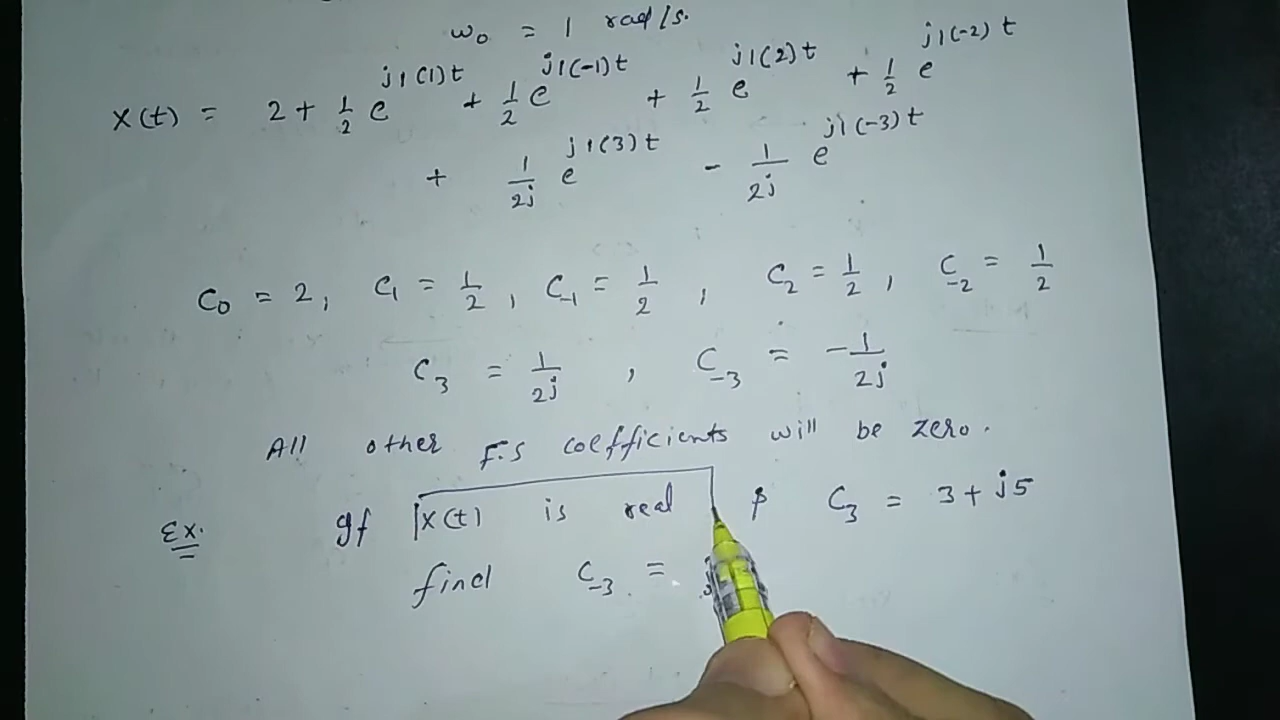 ω₀ = 1 rad/s.
x(t) = 2 + 1/2 e^{j1(1)t} + 1/2 e^{j1(-1)t} + 1/2 e^{j1(2)t} + 1/2 e^{j1(-2)t}
+ 1/2j e^{j1(3)t} - 1/2j e^{j1(-3)t}
C₀ = 2, C₁ = 1/2, C₋₁ = 1/2, C₂ = 1/2, C₋₂ = 1/2
C₃ = 1/2j, C₋₃ = -1/2j
All other F.S coefficients will be zero.
Ex. If x(t) is real & C₃ = 3 + j5
find C₋₃ =